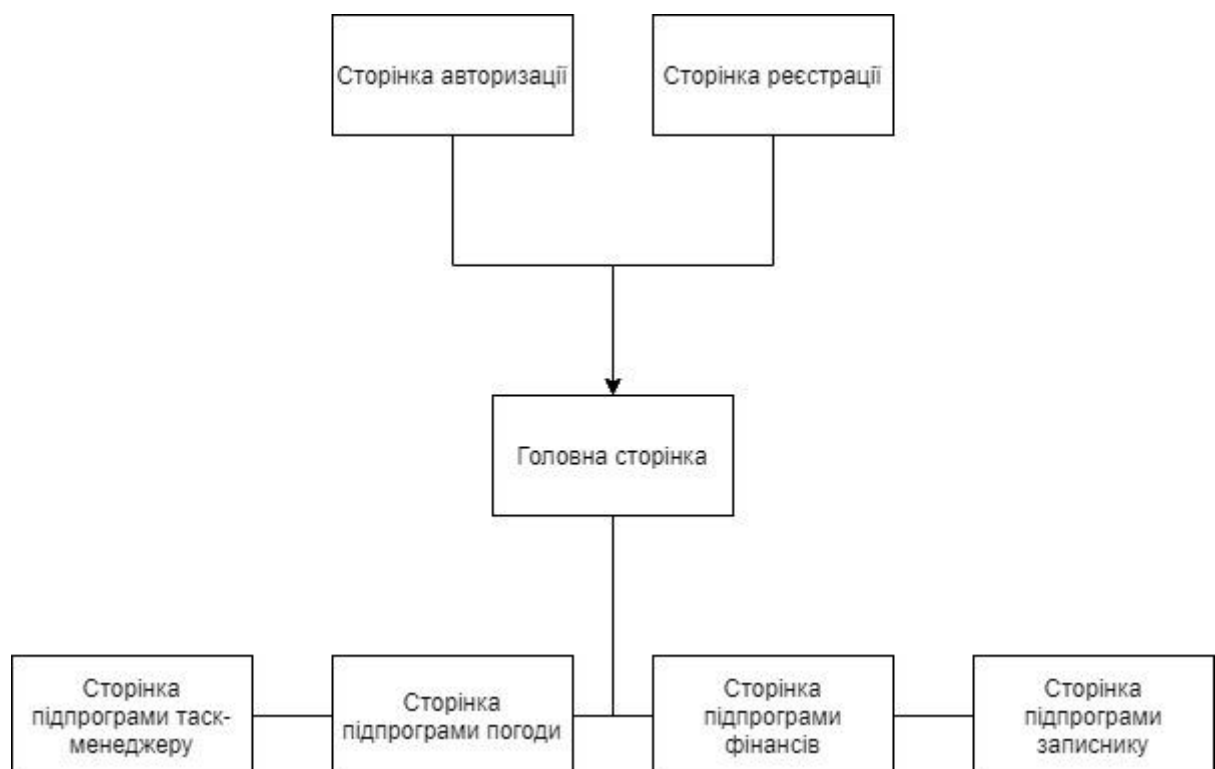 Сторінка авторизації
Сторінка реєстрації
Головна сторінка
Сторінка
підпрограми таск-
менеджеру
Сторінка
підпрограми погоди
Сторінка
підпрограми
фінансів
Сторінка
підпрограми
записнику